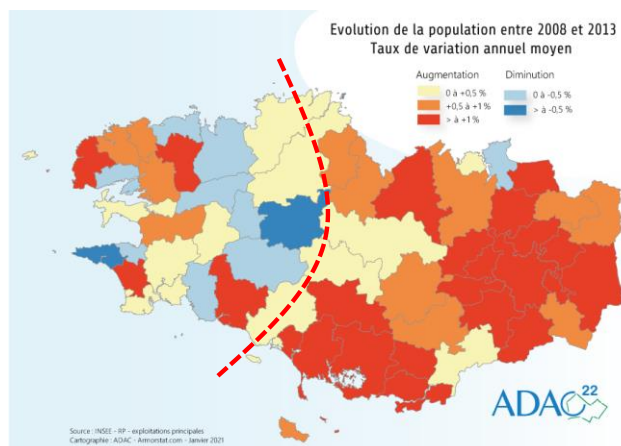 Evolution de la population entre 2008 et 2013
Taux de variation annuel moyen
Augmentation
0 à +0,5 %
+0,5 à +1%
> à +1%
Diminution
0 à -0,5 %
> à -0,5 %
ADAC 22
Source : INSEE - RP - exploitations principales
Cartographie : ADAC - Armorstat.com - Janvier 2021